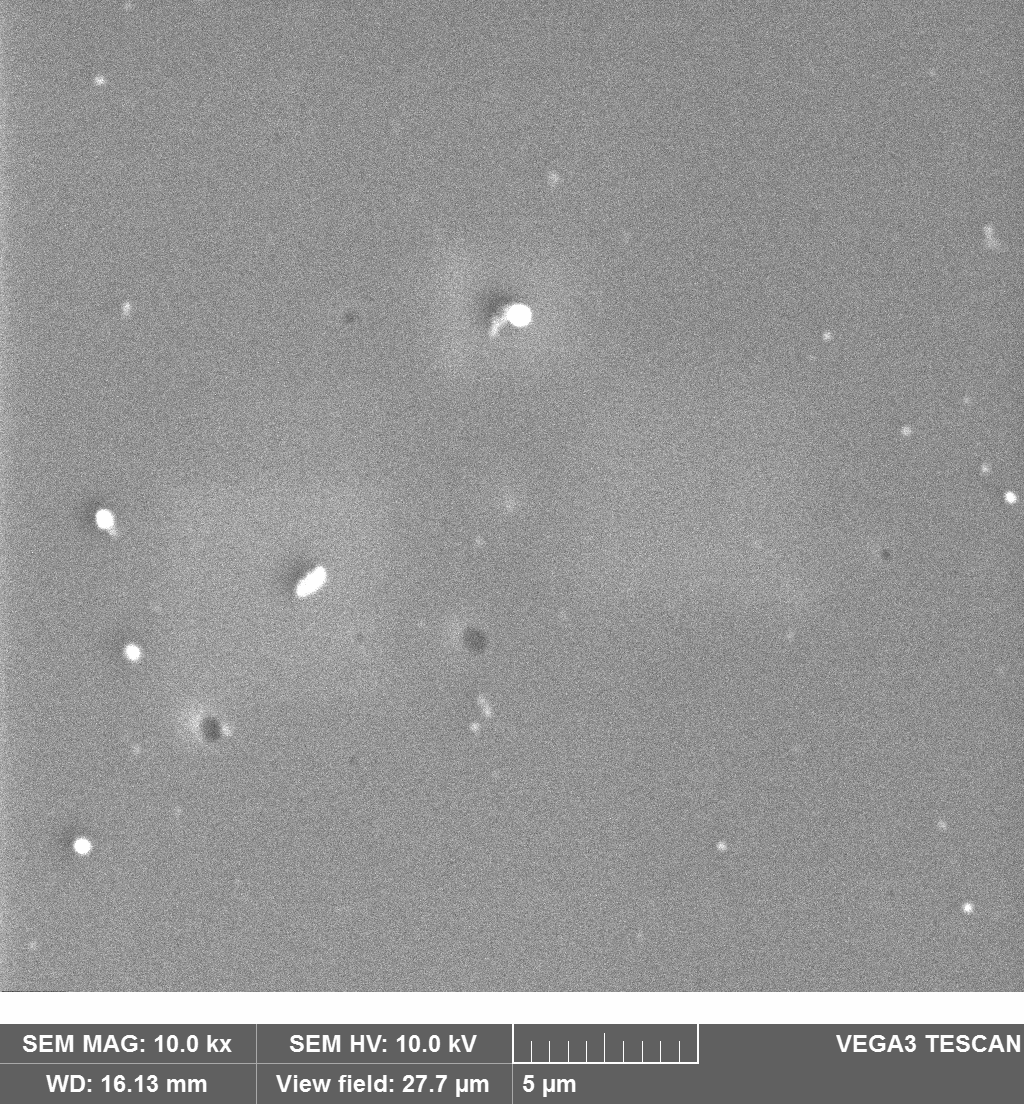 SEM MAG: 10.0 kx SEM HV: 10.0 kV VEGA3 TESCAN
WD: 16.13 mm View field: 27.7 µm 5 µm